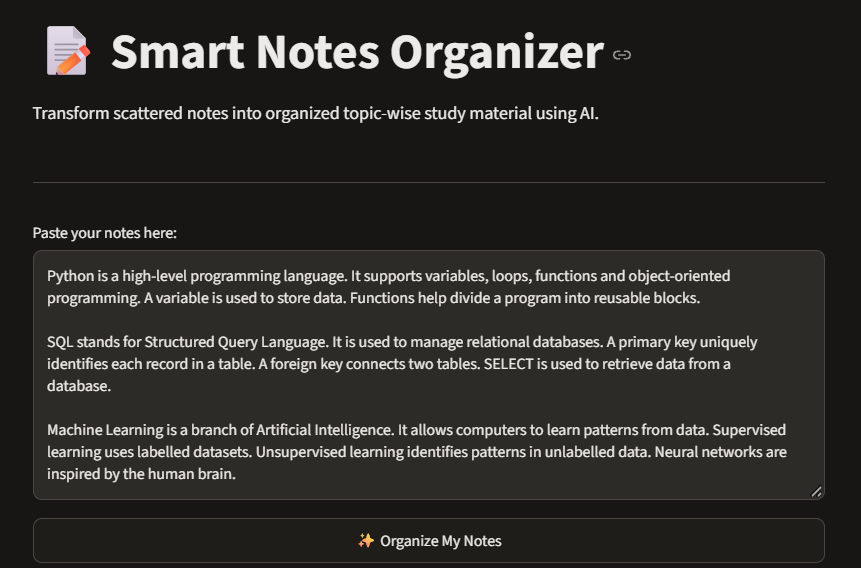 Smart Notes Organizer
Transform scattered notes into organized topic-wise study material using AI.
Paste your notes here:
Python is a high-level programming language. It supports variables, loops, functions and object-oriented
programming. A variable is used to store data. Functions help divide a program into reusable blocks.
SQL stands for Structured Query Language. It is used to manage relational databases. A primary key uniquely
identifies each record in a table. A foreign key connects two tables. SELECT is used to retrieve data from a
database.
Machine Learning is a branch of Artificial Intelligence. It allows computers to learn patterns from data. Supervised
learning uses labelled datasets. Unsupervised learning identifies patterns in unlabelled data. Neural networks are
inspired by the human brain.
✨ Organize My Notes